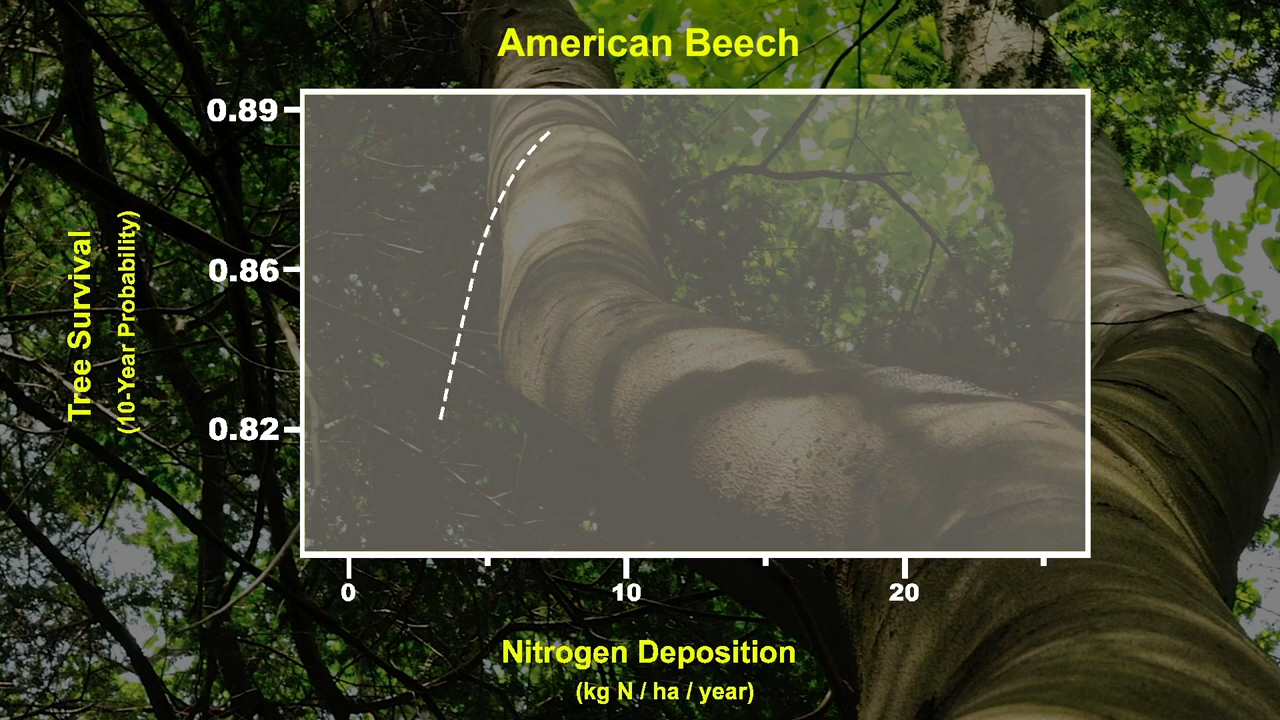 American Beech
0.89
0.86
0.82
Tree Survival
(10-Year Probability)
0 10 20
Nitrogen Deposition
(kg N / ha / year)